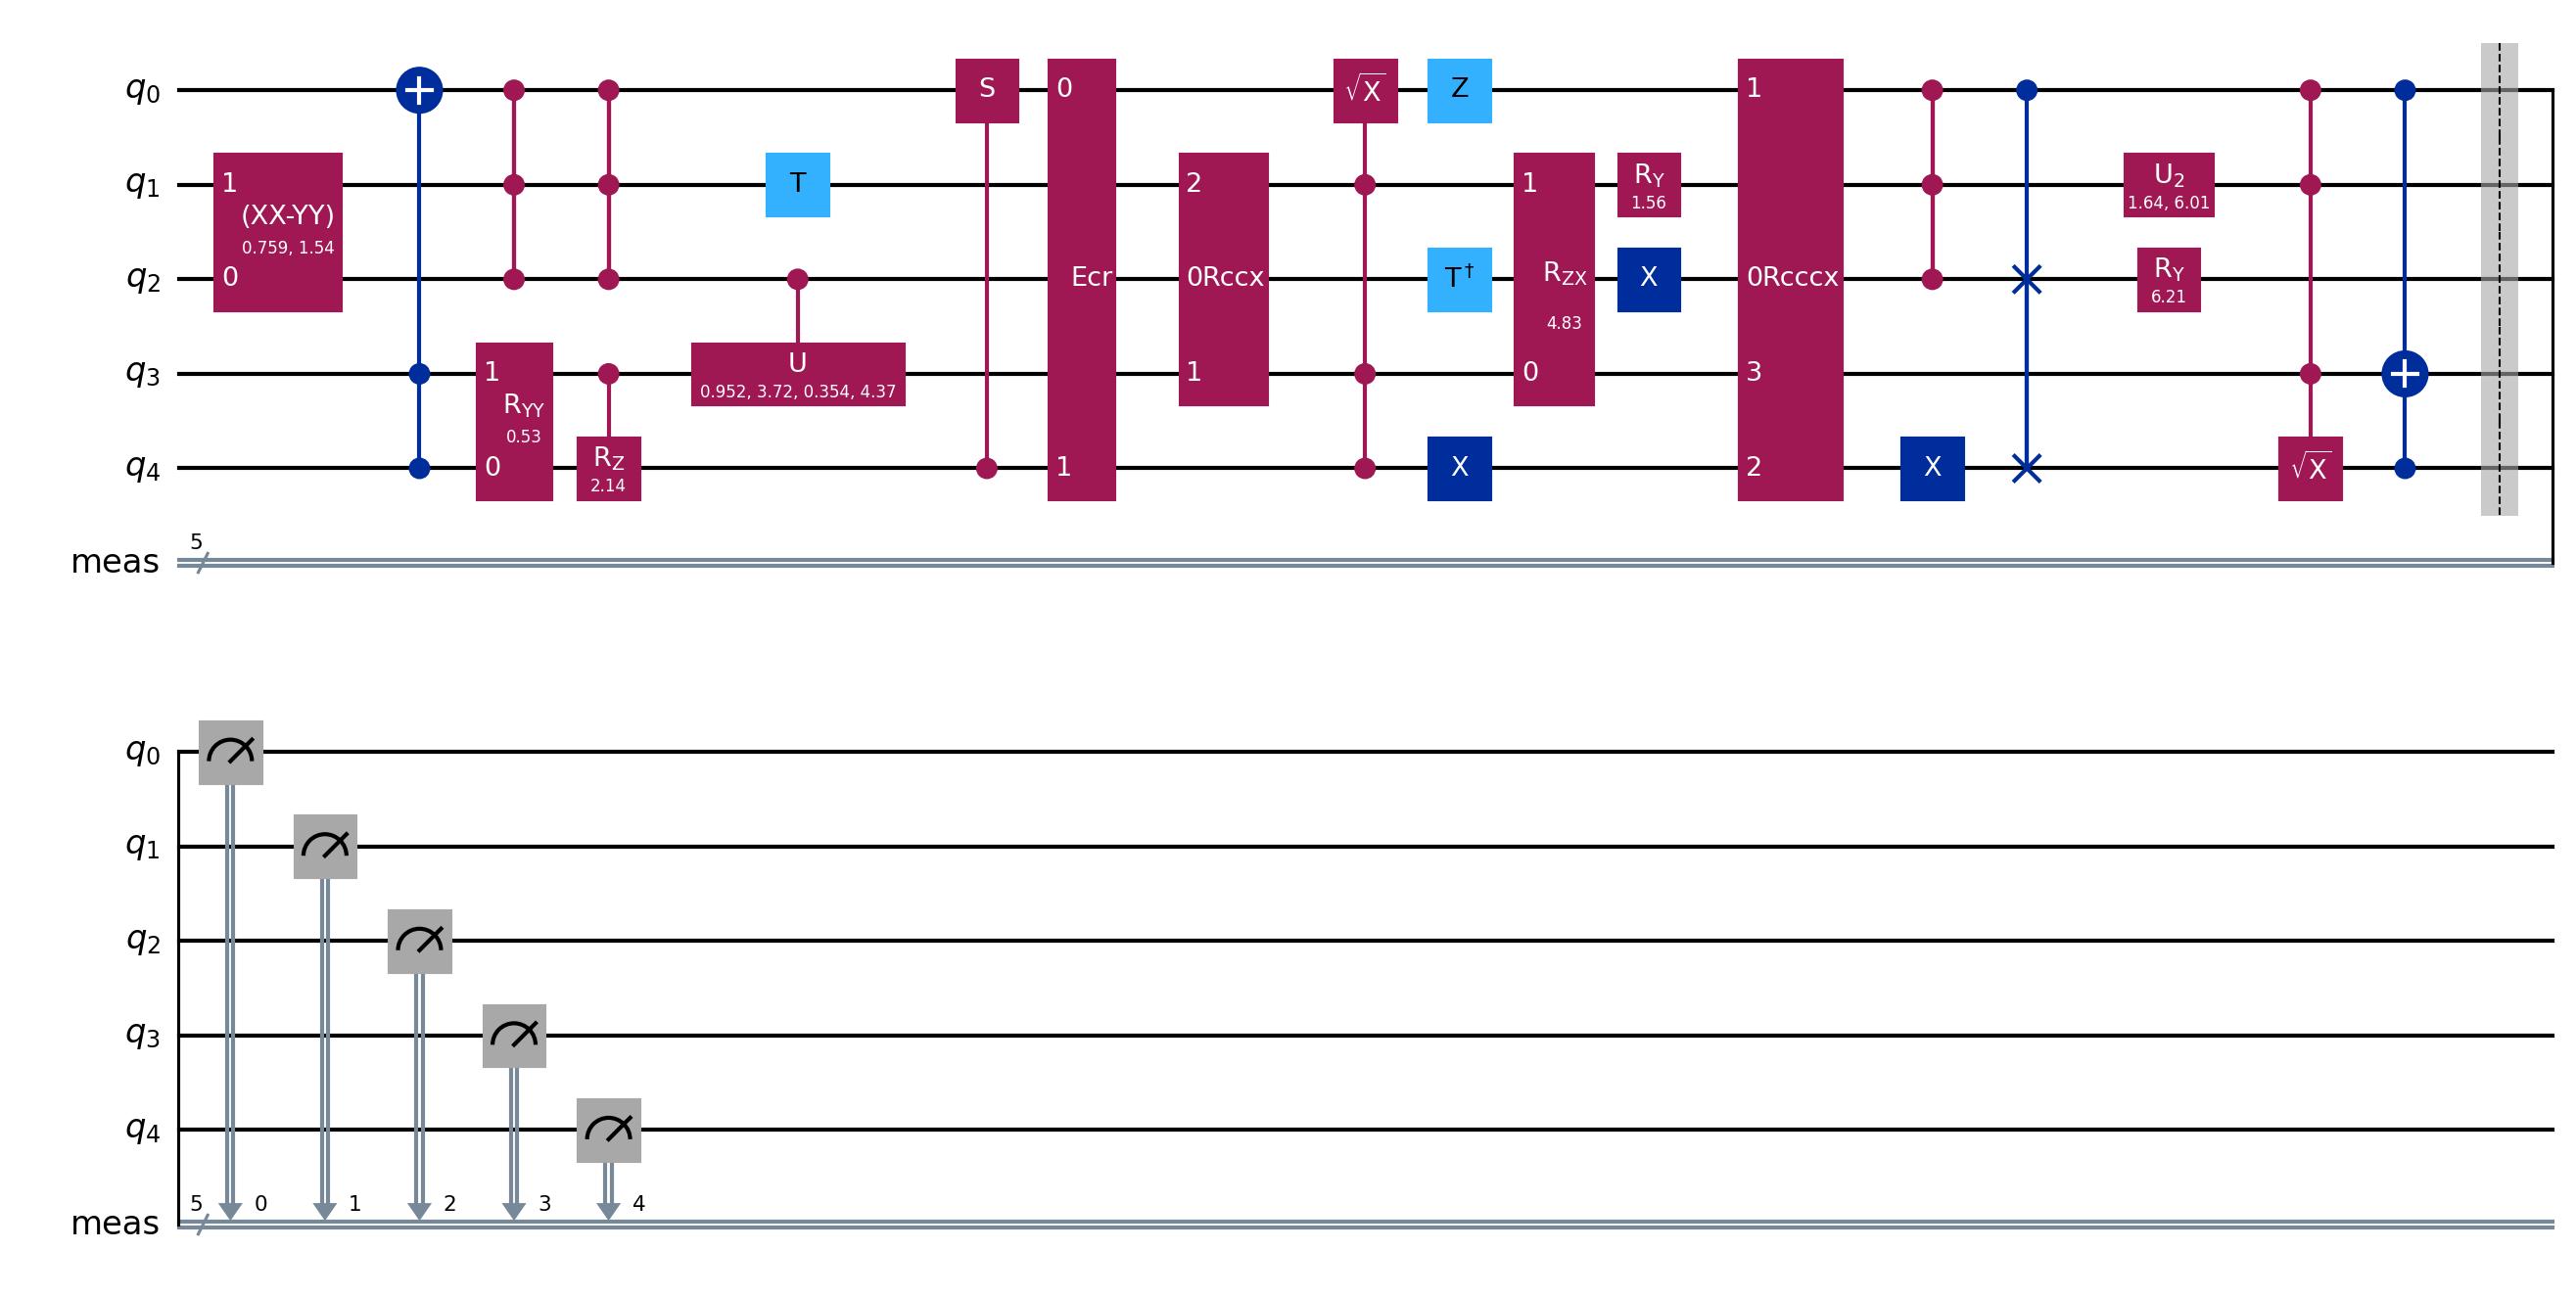 q0 S 0 √X Z 1
q1 1 T 2 1 RY U2
(XX-YY) 1.56 1.64, 6.01
0.759, 1.54
q2 0 Ecr 0Rccx T† RZX X 0Rcccx RY
4.83 6.21
q3 1 U 1 0 3
RYY 0.952, 3.72, 0.354, 4.37
0.53
q4 0 RZ 1 X 2 X √X
2.14
5
meas
q0
q1
q2
q3
q4
5 0 1 2 3 4
meas